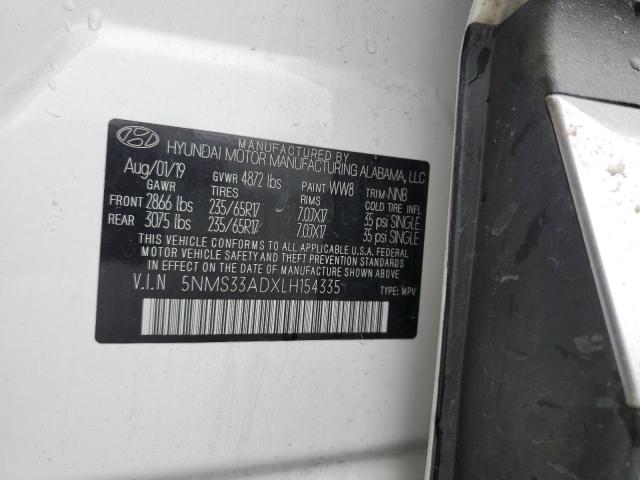 MANUFACTURED BY
HYUNDAI MOTOR MANUFACTURING ALABAMA, LLC
Aug/01/19 GVWR 4872 lbs PAINT WW8 TRIM NNB
GAWR TIRES RIMS COLD TIRE INFL
FRONT 2866 lbs 235/65R17 7.0JX17 35 psi SINGLE
REAR 3075 lbs 235/65R17 7.0JX17 35 psi SINGLE
THIS VEHICLE CONFORMS TO ALL APPLICABLE U.S.A. FEDERAL
MOTOR VEHICLE SAFETY AND THEFT PREVENTION STANDARDS
IN EFFECT ON THE DATE OF MANUFACTURE SHOWN ABOVE.
V.I.N 5NMS33ADXLH154335 TYPE: MPV